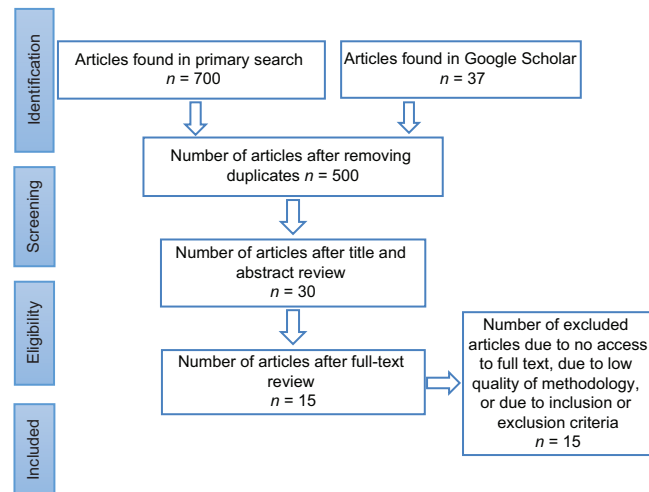 Identification
Articles found in primary search
n = 700
Articles found in Google Scholar
n = 37
Number of articles after removing
duplicates n = 500
Screening
Number of articles after title and
abstract review
n = 30
Eligibility
Number of articles after full-text
review
n = 15
Number of excluded
articles due to no access
to full text, due to low
quality of methodology,
or due to inclusion or
exclusion criteria
n = 15
Included